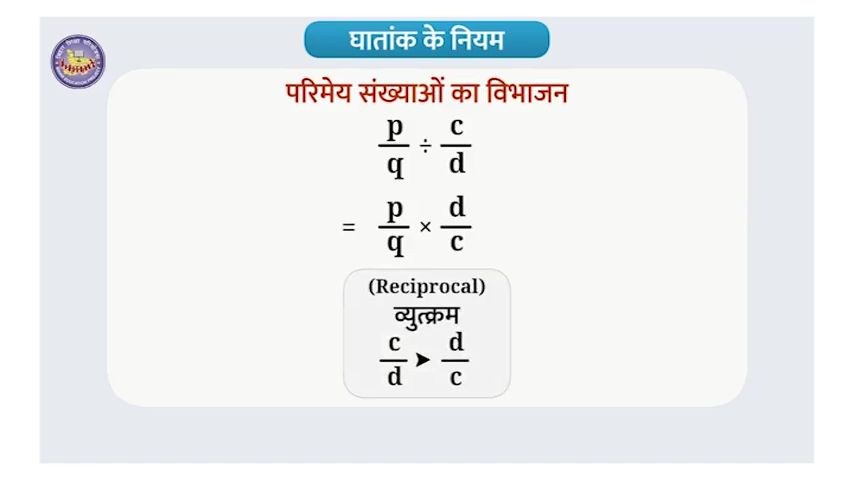 घातांक के नियम
परिमेय संख्याओं का विभाजन
p/q ÷ c/d
= p/q × d/c
(Reciprocal)
व्युत्क्रम
c/d ➤ d/c